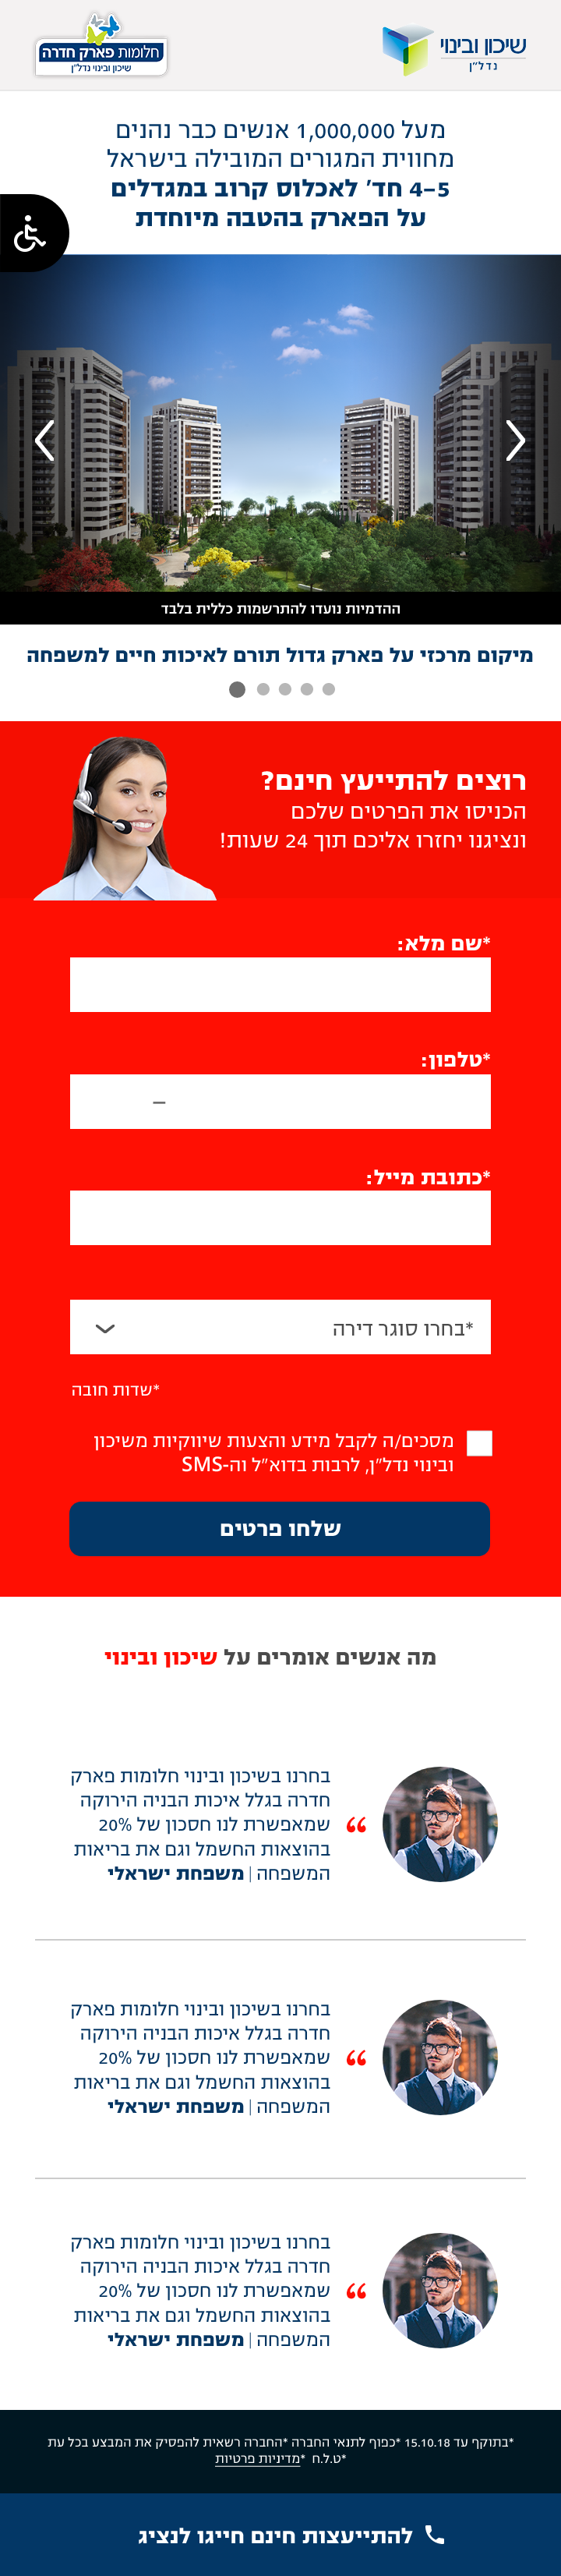 שיכון ובינוי
נדל"ן
חלומות פארק חדרה
שיכון ובינוי נדל"ן
מעל 1,000,000 אנשים כבר נהנים
מחווית המגורים המובילה בישראל
4-5 חד' לאכלוס קרוב במגדלים
על הפארק בהטבה מיוחדת
ההדמיות נועדו להתרשמות כללית בלבד
מיקום מרכזי על פארק גדול תורם לאיכות חיים למשפחה
רוצים להתייעץ חינם?
הכניסו את הפרטים שלכם
ונציגנו יחזרו אליכם תוך 24 שעות!
*שם מלא:
*טלפון:
–
*כתובת מייל:
*בחרו סוגר דירה
*שדות חובה
מסכים/ה לקבל מידע והצעות שיווקיות משיכון
ובינוי נדל"ן, לרבות בדוא"ל וה-SMS
שלחו פרטים
מה אנשים אומרים על שיכון ובינוי
בחרנו בשיכון ובינוי חלומות פארק
חדרה בגלל איכות הבניה הירוקה
שמאפשרת לנו חסכון של 20%
בהוצאות החשמל וגם את בריאות
המשפחה | משפחת ישראלי
בחרנו בשיכון ובינוי חלומות פארק
חדרה בגלל איכות הבניה הירוקה
שמאפשרת לנו חסכון של 20%
בהוצאות החשמל וגם את בריאות
המשפחה | משפחת ישראלי
בחרנו בשיכון ובינוי חלומות פארק
חדרה בגלל איכות הבניה הירוקה
שמאפשרת לנו חסכון של 20%
בהוצאות החשמל וגם את בריאות
המשפחה | משפחת ישראלי
*בתוקף עד 15.10.18 *כפוף לתנאי החברה *החברה רשאית להפסיק את המבצע בכל עת
*ט.ל.ח *מדיניות פרטיות
להתייעצות חינם חייגו לנציג